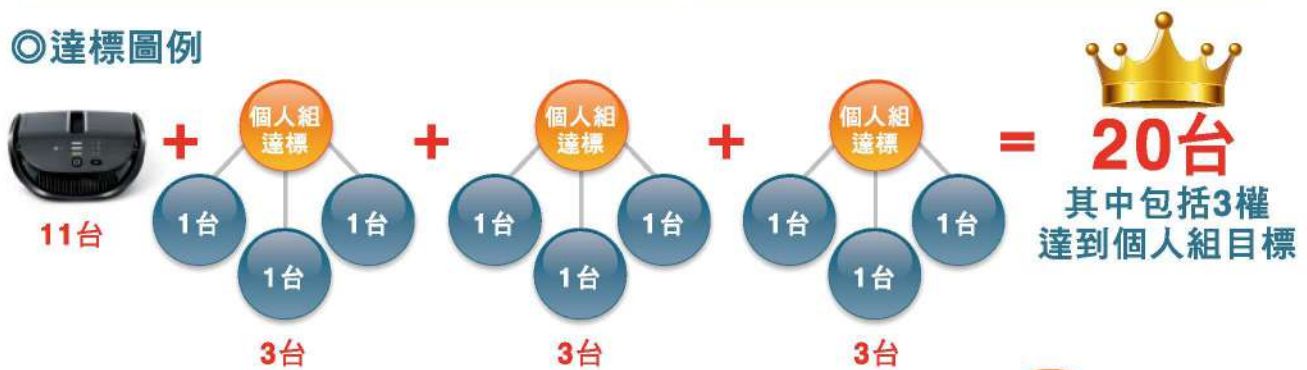 ◎達標圖例
11台
+
個人組
達標
1台
1台
1台
3台
+
個人組
達標
1台
1台
1台
3台
+
個人組
達標
1台
1台
1台
3台
=
20台
其中包括3權
達到個人組目標